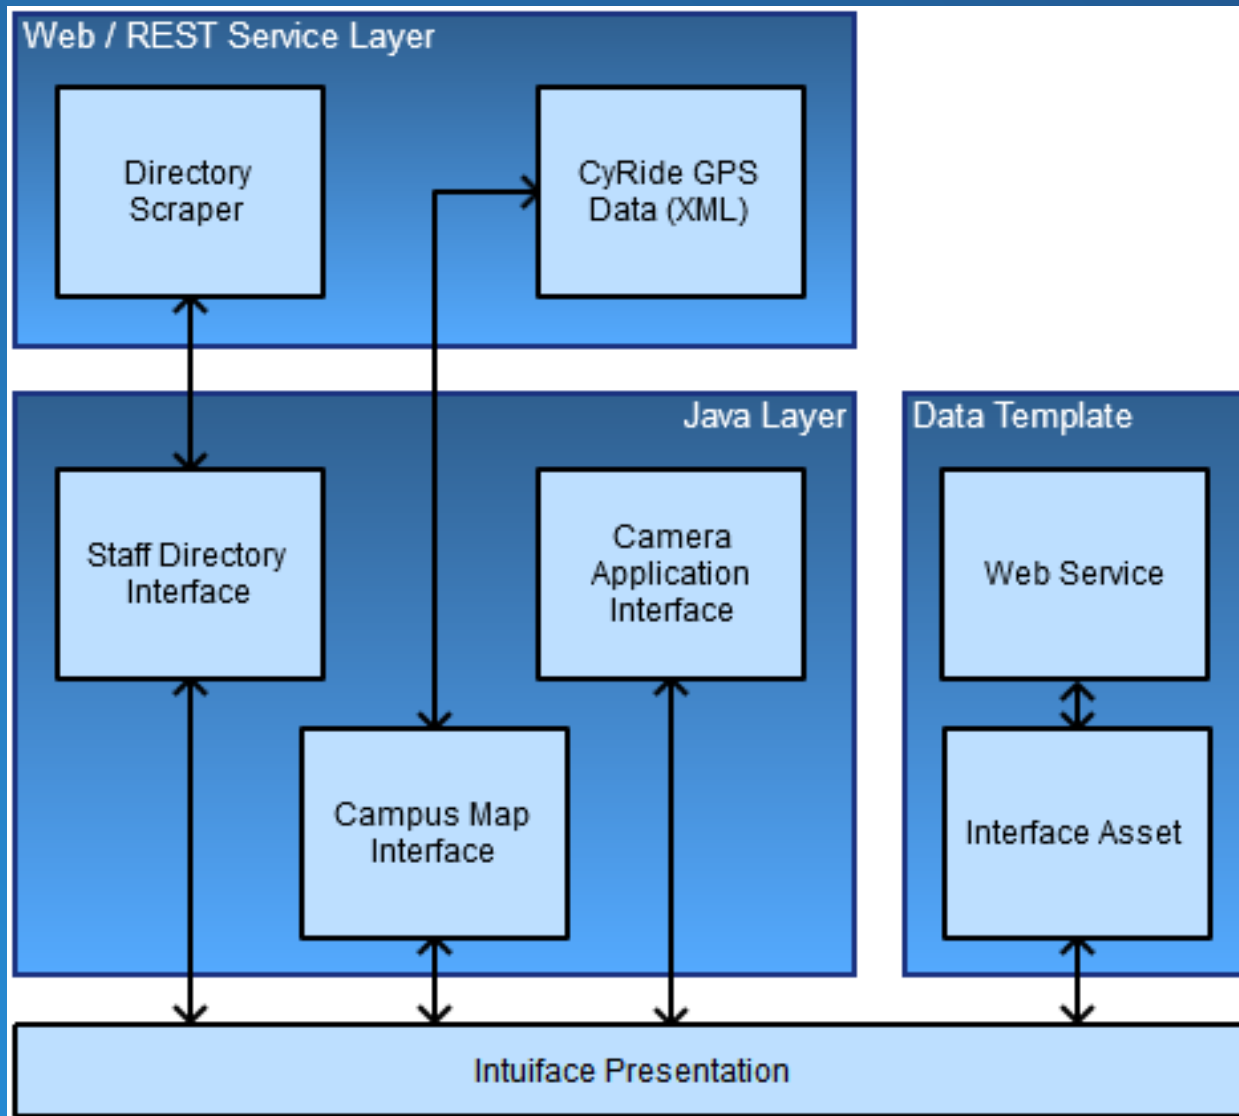 Web / REST Service Layer
Directory
Scraper
CyRide GPS
Data (XML)
Java Layer
Staff Directory
Interface
Camera
Application
Interface
Campus Map
Interface
Data Template
Web Service
Interface Asset
Intuiface Presentation